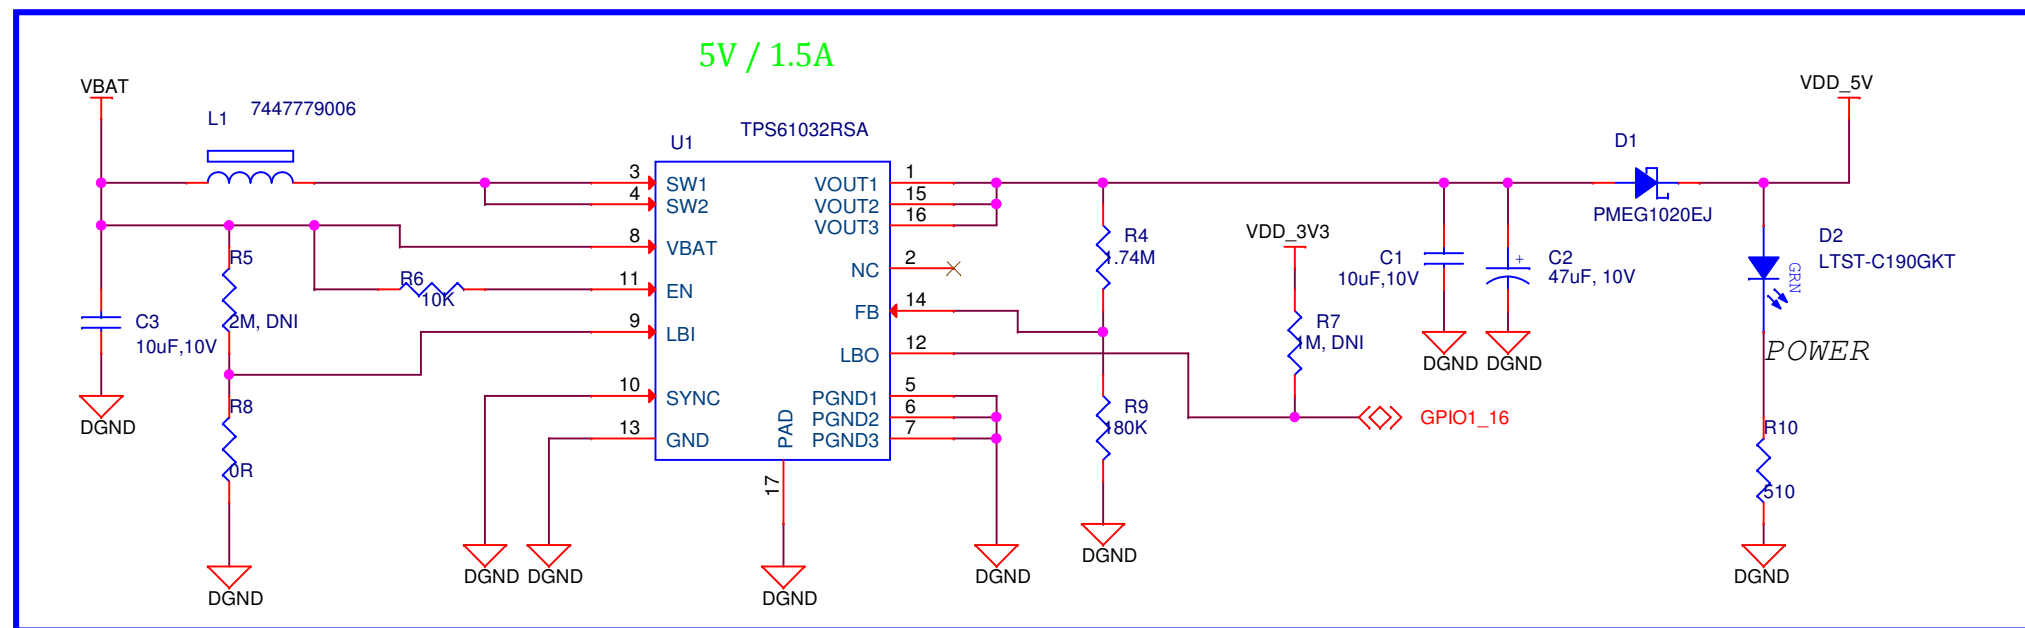 5V / 1.5A
VBAT
L1
7447779006
U1
TPS61032RSA
3
SW1
4
SW2
8
VBAT
11
EN
9
LBI
10
SYNC
13
GND
PAD
17
1
VOUT1
15
VOUT2
16
VOUT3
2
NC
14
FB
12
LBO
5
PGND1
6
PGND2
7
PGND3
R5
2M, DNI
R6
10K
C3
10uF,10V
DGND
R8
0R
DGND
DGND
DGND
DGND
DGND
R4
1.74M
R9
180K
DGND
VDD_3V3
R7
1M, DNI
GPIO1_16
C1
10uF,10V
DGND
+
C2
47uF, 10V
DGND
D1
PMEG1020EJ
VDD_5V
D2
LTST-C190GKT
GRN
POWER
R10
510
DGND